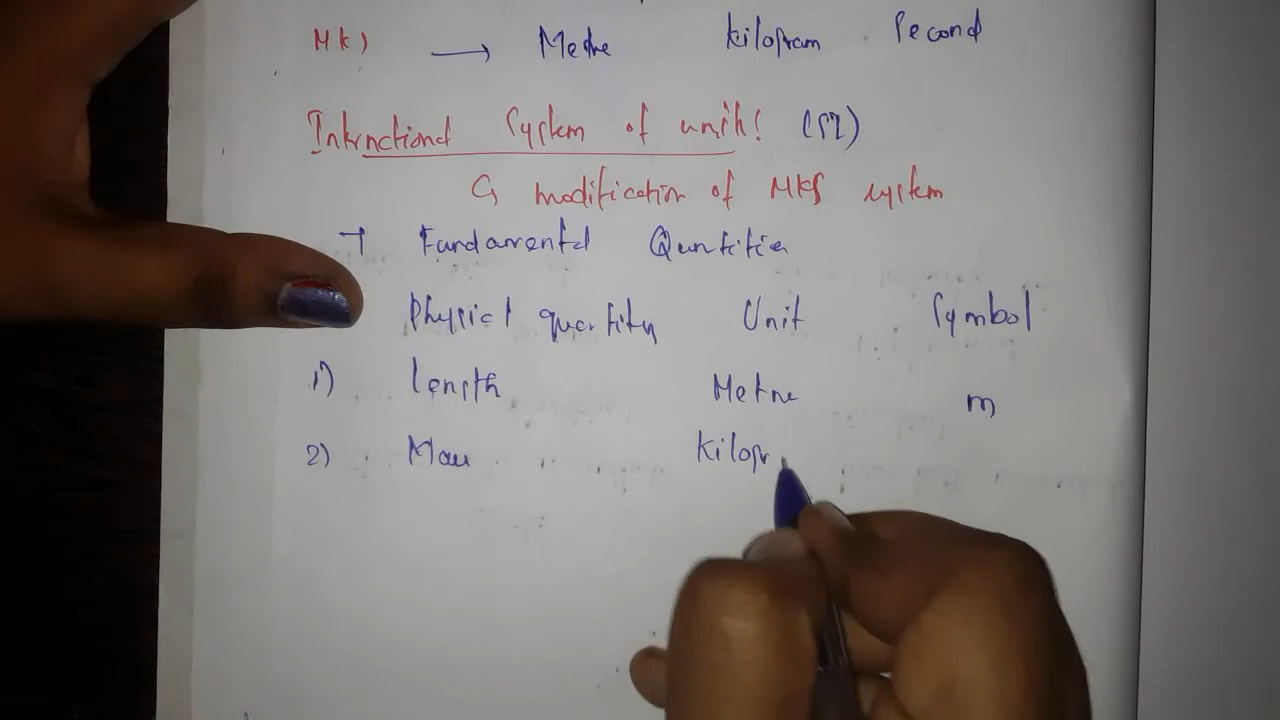 MKS → Metre kilogram Second
International System of units! (SI)
↳ modification of MKS system
→ Fundamental Quantities
Physical quantity Unit Symbol
1) length Metre m
2) Mass Kilogr